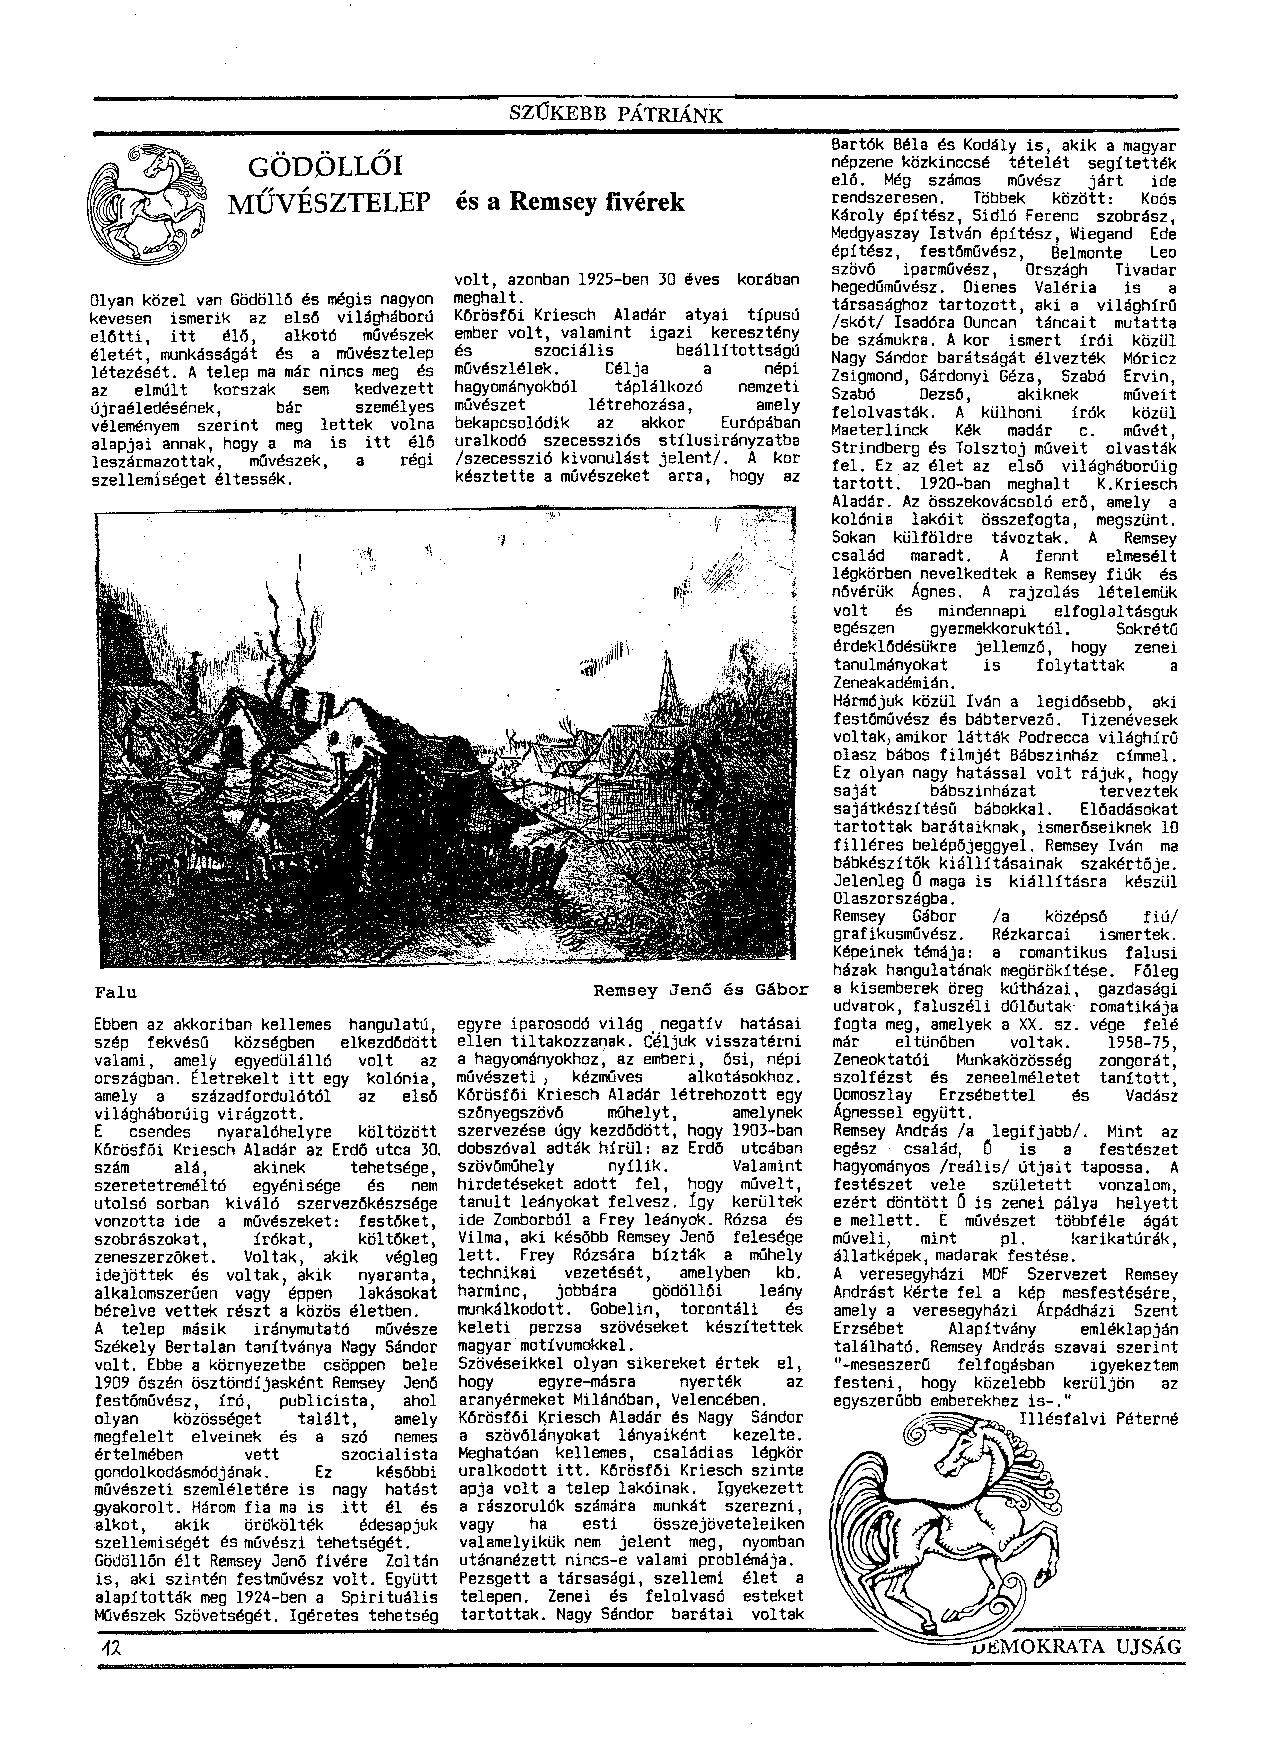 SZŰKEBB PÁTRIÁNK
GÖDÖLLŐI
MŰVÉSZTELEP és a Remsey fivérek
Olyan közel van Gödöllő és mégis nagyon
kevesen ismerik az első világháború
előtti, itt élő, alkotó művészek
életét, munkásságát és a művésztelep
létezését. A telep ma már nincs meg és
az elmúlt korszak sem kedvezett
újraéledésének, bár személyes
véleményem szerint meg lettek volna
alapjai annak, hogy a ma is itt élő
leszármazottak, művészek, a régi
szellemiséget éltessék.
Falu
Ebben az akkoriban kellemes hangulatú,
szép fekvésű községben elkezdődött
valami, amely egyedülálló volt az
országban. Életrekelt itt egy kolónia,
amely a századfordulótól az első
világháborúig virágzott.
E csendes nyaralóhelyre költözött
Kőrösfői Kriesch Aladár az Erdő utca 30.
szám alá, akinek tehetsége,
szeretetreméltó egyénisége és nem
utolsó sorban kiváló szervezőkészsége
vonzotta ide a művészeket: festőket,
szobrászokat, írókat, költőket,
zeneszerzőket. Voltak, akik végleg
idejöttek és voltak, akik nyaranta,
alkalomszerűen vagy éppen lakásokat
bérelve vettek részt a közös életben.
A telep másik iránymutató művésze
Székely Bertalan tanítványa Nagy Sándor
volt. Ebbe a környezetbe csöppen bele
1909 őszén ösztöndíjasként Remsey Jenő
festőművész, író, publicista, ahol
olyan közösséget talált, amely
megfelelt elveinek és a szó nemes
értelmében vett szocialista
gondolkodásmódjának. Ez későbbi
művészeti szemléletére is nagy hatást
gyakorolt. Három fia ma is itt él és
alkot, akik örökölték édesapjuk
szellemiségét és művészi tehetségét.
Gödöllőn élt Remsey Jenő fivére Zoltán
is, aki szintén festművész volt. Együtt
alapították meg 1924-ben a Spirituális
Művészek Szövetségét. Igéretes tehetség
volt, azonban 1925-ben 30 éves korában
meghalt.
Kőrösfői Kriesch Aladár atyai típusú
ember volt, valamint igazi keresztény
és szociális beállítottságú
művészlélek. Célja a népi
hagyományokból táplálkozó nemzeti
művészet létrehozása, amely
bekapcsolódik az akkor Európában
uralkodó szecessziós stílusirányzatba
/szecesszió kivonulást jelent/. A kor
késztette a művészeket arra, hogy az
Remsey Jenő és Gábor
egyre iparosodó világ negatív hatásai
ellen tiltakozzanak. Céljuk visszatérni
a hagyományokhoz, az emberi, ősi, népi
művészeti, kézműves alkotásokhoz.
Kőrösfői Kriesch Aladár létrehozott egy
szőnyegszövő műhelyt, amelynek
szervezése úgy kezdődött, hogy 1903-ban
dobszóval adták hírül: az Erdő utcában
szövőműhely nyílik. Valamint
hirdetéseket adott fel, hogy művelt,
tanult leányokat felvesz. Így kerültek
ide Zomborból a Frey leányok. Rózsa és
Vilma, aki később Remsey Jenő felesége
lett. Frey Rózsára bízták a műhely
technikai vezetését, amelyben kb.
harminc, jobbára gödöllői leány
munkálkodott. Gobelin, torontáli és
keleti perzsa szövéseket készítettek
magyar motívumokkel.
Szövéseikkel olyan sikereket értek el,
hogy egyre-másra nyerték az
aranyérmeket Milánóban, Velencében.
Kőrösfői Kriesch Aladár és Nagy Sándor
a szövőlányokat lányaiként kezelte.
Meghatóan kellemes, családias légkör
uralkodott itt. Kőrösfői Kriesch szinte
apja volt a telep lakóinak. Igyekezett
a rászorulók számára munkát szerezni,
vagy ha esti összejöveteleiken
valamelyikük nem jelent meg, nyomban
utánanézett nincs-e valami problémája.
Pezsgett a társasági, szellemi élet a
telepen. Zenei és felolvasó esteket
tartottak. Nagy Sándor barátai voltak
Bartók Béla és Kodály is, akik a magyar
népzene közkinccsé tételét segítették
elő. Még számos művész járt ide
rendszeresen. Többek között: Koós
Károly építész, Sidló Ferenc szobrász,
Medgyaszay István építész, Wiegand Ede
építész, festőművész, Belmonte Leo
szövő iparművész, Országh Tivadar
hegedűművész. Dienes Valéria is a
társasághoz tartozott, aki a világhírű
/skót/ Isadóra Duncan táncait mutatta
be számukra. A kor ismert írói közül
Nagy Sándor barátságát élvezték Móricz
Zsigmond, Gárdonyi Géza, Szabó Ervin,
Szabó Dezső, akiknek műveit
felolvasták. A külhoni írók közül
Maeterlinck Kék madár c. művét,
Strindberg és Tolsztoj műveit olvasták
fel. Ez az élet az első világháborúig
tartott. 1920-ban meghalt K.Kriesch
Aladár. Az összekovácsoló erő, amely a
kolónia lakóit összefogta, megszünt.
Sokan külföldre távoztak. A Remsey
család maradt. A fennt elmesélt
légkörben nevelkedtek a Remsey fiúk és
nővérük Ágnes. A rajzolás lételemük
volt és mindennapi elfoglaltásguk
egészen gyermekkoruktól. Sokrétű
érdeklődésükre jellemző, hogy zenei
tanulmányokat is folytattak a
Zeneakadémián.
Hármójuk közül Iván a legidősebb, aki
festőművész és bábtervező. Tizenévesek
voltak, amikor látták Podrecca világhírű
olasz bábos filmjét Bábszinház címmel.
Ez olyan nagy hatással volt rájuk, hogy
saját bábszinházat terveztek
sajátkészítésű bábokkal. Előadásokat
tartottak barátaiknak, ismerőseiknek 10
filléres belépőjeggyel. Remsey Iván ma
bábkészítők kiállításainak szakértője.
Jelenleg Ő maga is kiállításra készül
Olaszországba.
Remsey Gábor /a középső fiú/
grafikusművész. Rézkarcai ismertek.
Képeinek témája: a romantikus falusi
házak hangulatának megörökítése. Főleg
a kisemberek öreg kútházai, gazdasági
udvarok, faluszéli dűlőutak romatikája
fogta meg, amelyek a XX. sz. vége felé
már eltünőben voltak. 1958-75,
Zeneoktatói Munkaközösség zongorát,
szolfézst és zeneelméletet tanított,
Domoszlay Erzsébettel és Vadász
Ágnessel együtt.
Remsey András /a legifjabb/. Mint az
egész család, Ő is a festészet
hagyományos /reális/ útjait tapossa. A
festészet vele született vonzalom,
ezért döntött Ő is zenei pálya helyett
e mellett. E művészet többféle ágát
műveli, mint pl. karikatúrák,
állatképek, madarak festése.
A veresegyházi MDF Szervezet Remsey
Andrást kérte fel a kép mesfestésére,
amely a veresegyházi Árpádházi Szent
Erzsébet Alapítvány emléklapján
található. Remsey András szavai szerint
"-meseszerű felfogásban igyekeztem
festeni, hogy közelebb kerüljön az
egyszerűbb emberekhez is-."
Illésfalvi Péterné
12
DEMOKRATA UJSÁG